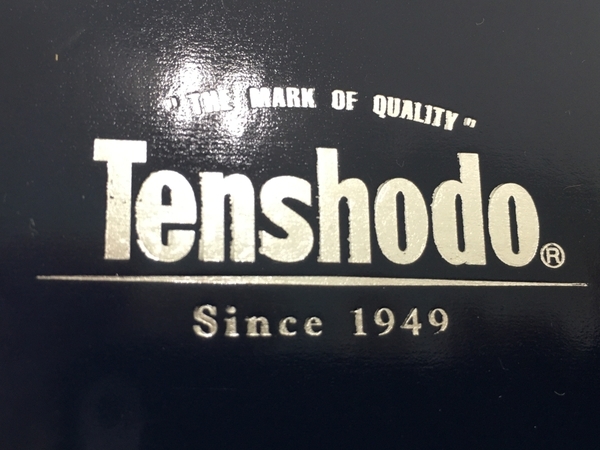 "THE MARK OF QUALITY"
Tenshodo®
Since 1949